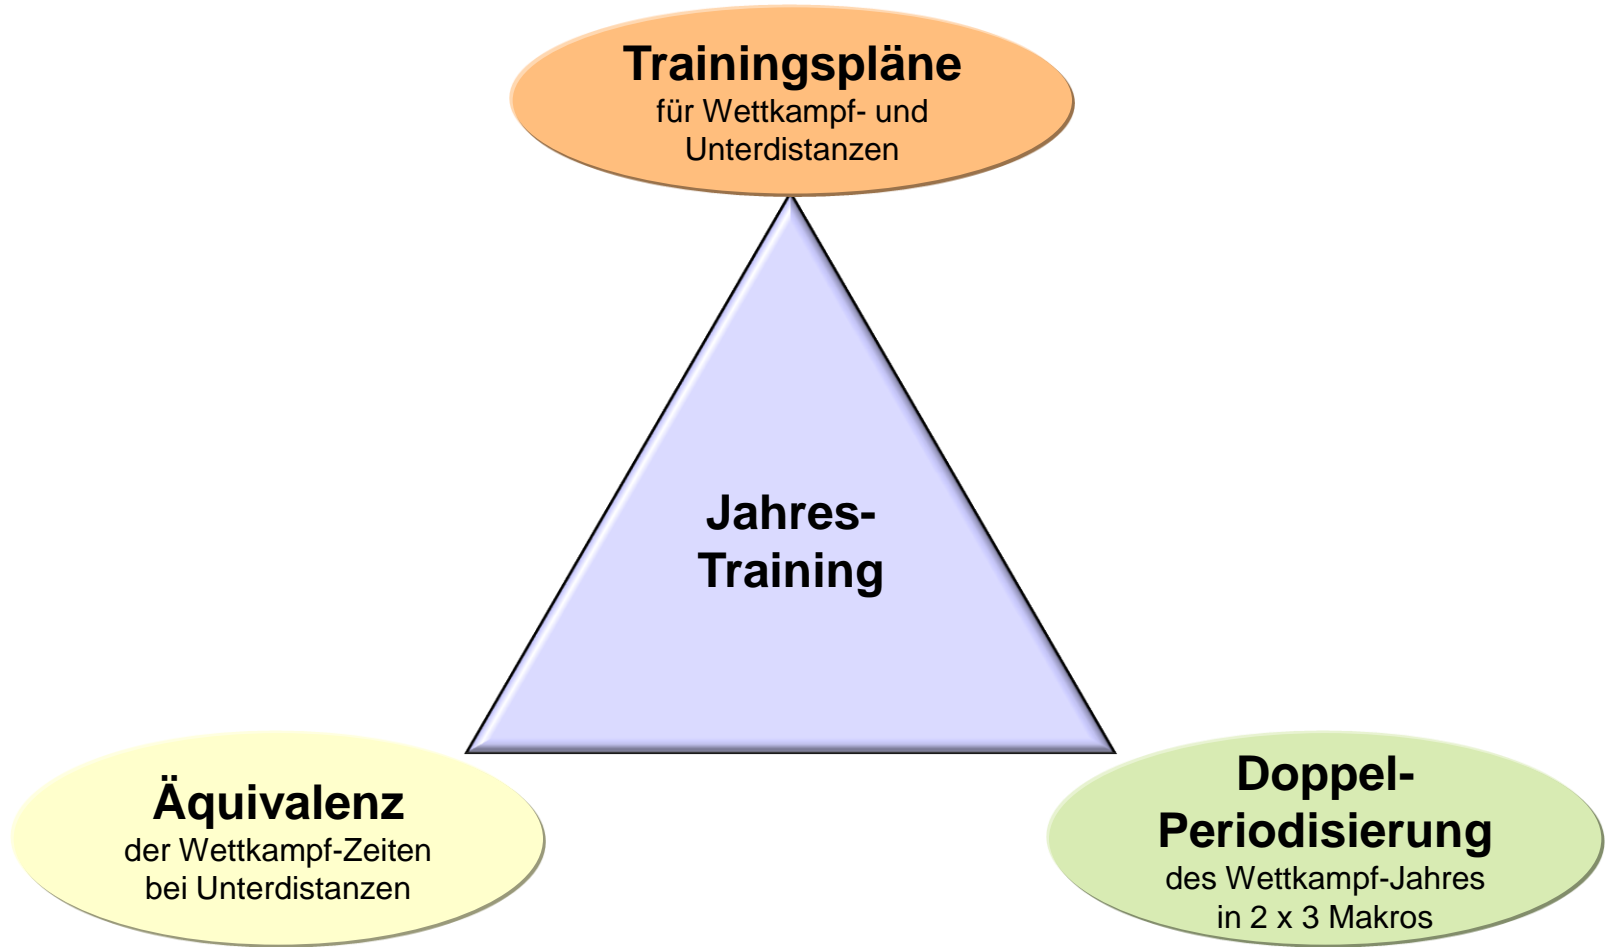 Trainingspläne
für Wettkampf- und
Unterdistanzen
Jahres-
Training
Äquivalenz
der Wettkampf-Zeiten
bei Unterdistanzen
Doppel-
Periodisierung
des Wettkampf-Jahres
in 2 x 3 Makros